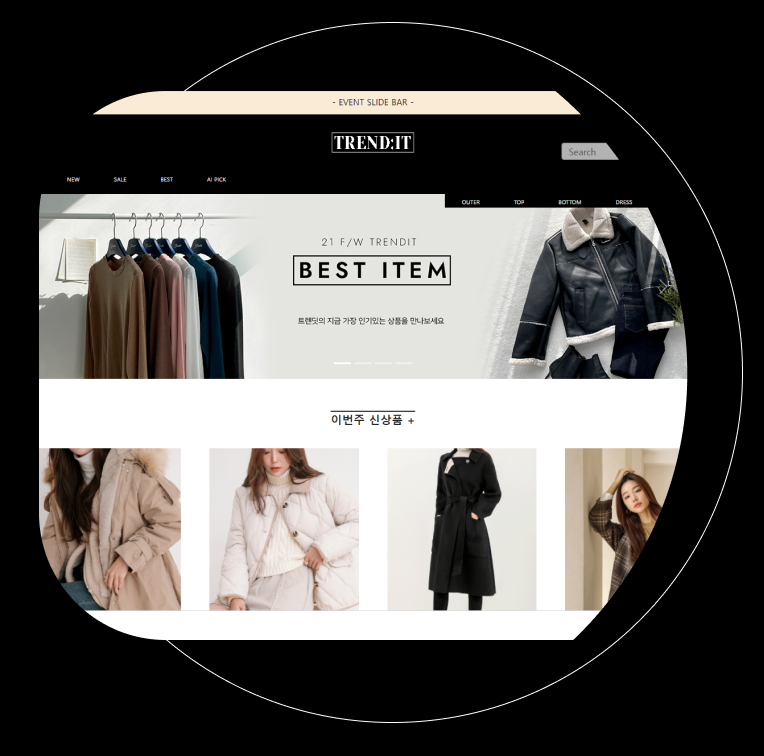 - EVENT SLIDE BAR -
TREND:IT
Search
NEW SALE BEST AI PICK
OUTER TOP BOTTOM DRESS
21 F/W TRENDIT
BEST ITEM
트렌딧의 지금 가장 인기있는 상품을 만나보세요
이번주 신상품 +